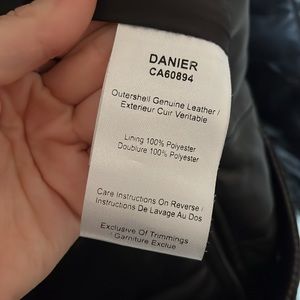 DANIER
CA60894
Outershell Genuine Leather /
Exterieur Cuir Veritable
Lining 100% Polyester
Doublure 100% Polyester
Care Instructions On Reverse /
Instructions De Lavage Au Dos
Exclusive Of Trimmings
Garniture Exclue